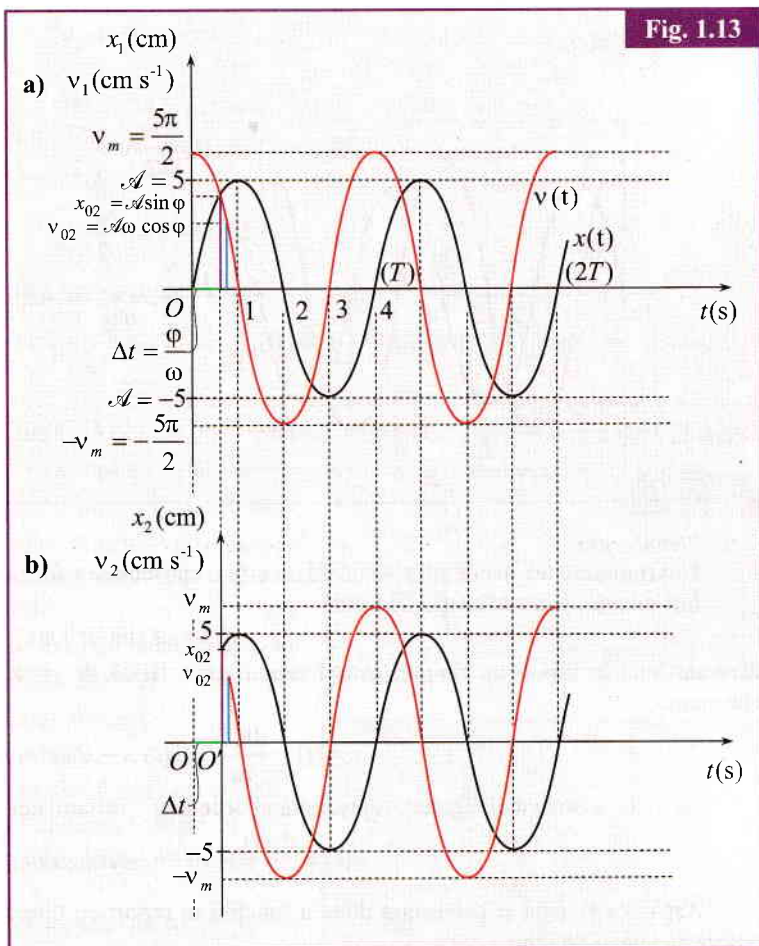 Fig. 1.13
x₁(cm)
a) v₁(cm s⁻¹)
vₘ = 5π/2
𝒜 = 5
x₀₂ = 𝒜sin φ
v₀₂ = 𝒜ω cos φ
v(t)
x(t)
(T) (2T)
O 1 2 3 4 t(s)
Δt = φ/ω
𝒜 = −5
−vₘ = −5π/2
x₂(cm)
b) v₂(cm s⁻¹)
vₘ
5
x₀₂
v₀₂
O O′ t(s)
Δt
−5
−vₘ